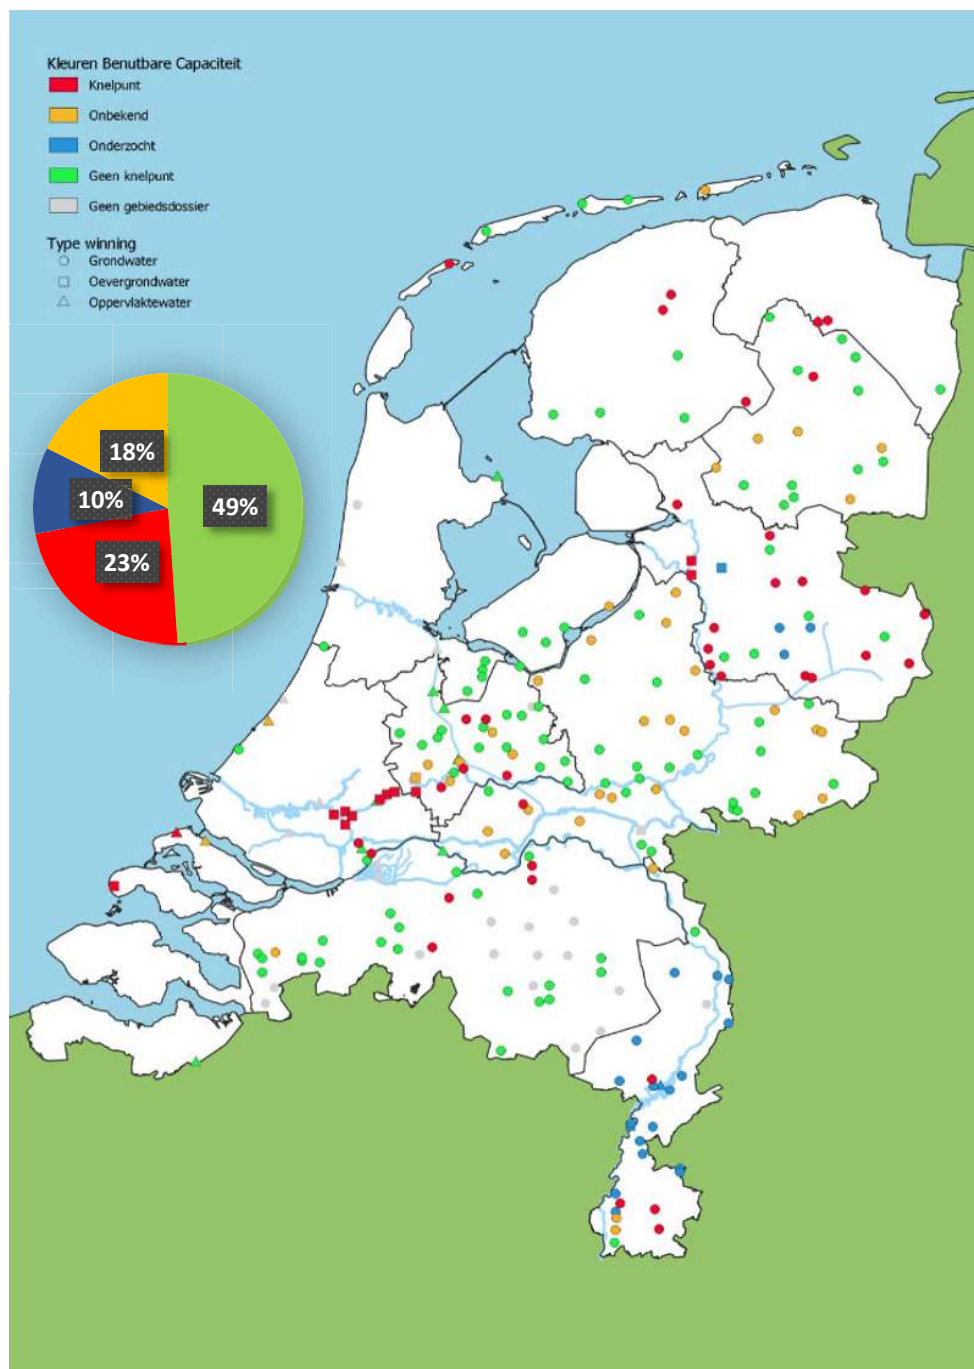 Kleuren Benutbare Capaciteit
Knelpunt
Onbekend
Onderzocht
Geen knelpunt
Geen gebiedsdossier
Type winning
Grondwater
Oevergrondwater
Oppervlaktewater
18%
10%
49%
23%